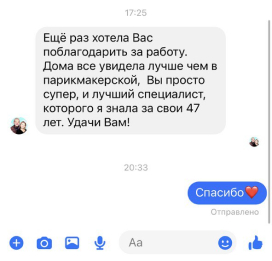 17:25
Ещё раз хотела Вас
поблагодарить за работу.
Дома все увидела лучше чем в
парикмакерской,  Вы просто
супер, и лучший специалист,
которого я знала за свои 47
лет. Удачи Вам!
20:33
Спасибо❤️
Отправлено
Aa